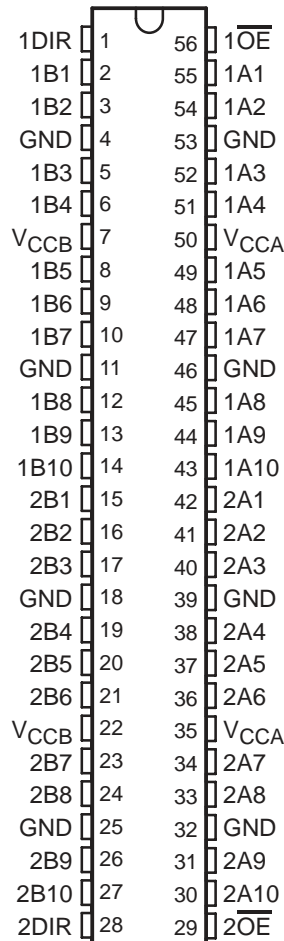 1DIR 1 56 1O̅E̅
1B1 2 55 1A1
1B2 3 54 1A2
GND 4 53 GND
1B3 5 52 1A3
1B4 6 51 1A4
VCCB 7 50 VCCA
1B5 8 49 1A5
1B6 9 48 1A6
1B7 10 47 1A7
GND 11 46 GND
1B8 12 45 1A8
1B9 13 44 1A9
1B10 14 43 1A10
2B1 15 42 2A1
2B2 16 41 2A2
2B3 17 40 2A3
GND 18 39 GND
2B4 19 38 2A4
2B5 20 37 2A5
2B6 21 36 2A6
VCCB 22 35 VCCA
2B7 23 34 2A7
2B8 24 33 2A8
GND 25 32 GND
2B9 26 31 2A9
2B10 27 30 2A10
2DIR 28 29 2O̅E̅